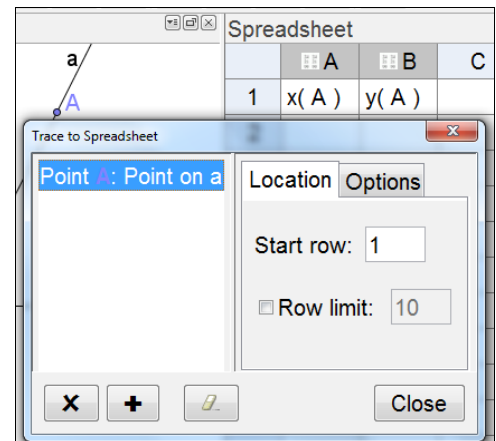 Spreadsheet
a
A B C
A
1 x( A ) y( A )
2
Trace to Spreadsheet
Point A: Point on a
Location Options
Start row: 1
Row limit: 10
Close